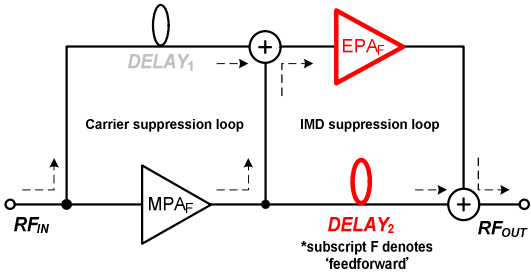 EPAF
DELAY1
Carrier suppression loop
IMD suppression loop
MPAF
RFIN
DELAY2
RFOUT
*subscript F denotes
‘feedforward’